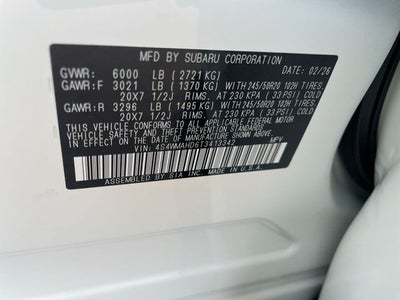 MFD BY SUBARU CORPORATION DATE: 02/26
GVWR: 6000 LB (2721 KG)
GAWR:F 3021 LB (1370 KG) WITH 245/50R20 102H TIRES,
20X7 1/2J RIMS, AT 230 KPA (33 PSI) COLD
GAWR:R 3296 LB (1495 KG) WITH 245/50R20 102H TIRES,
20X7 1/2J RIMS, AT 230 KPA (33 PSI) COLD
THIS VEHICLE CONFORMS TO ALL APPLICABLE FEDERAL MOTOR
VEHICLE SAFETY STANDARDS IN EFFECT ON THE DATE
OF MANUFACTURE SHOWN ABOVE.
VIN: 4S4WMAHD6T3413342 MPV
ASSEMBLED BY SIA INC. MADE IN U.S.A.